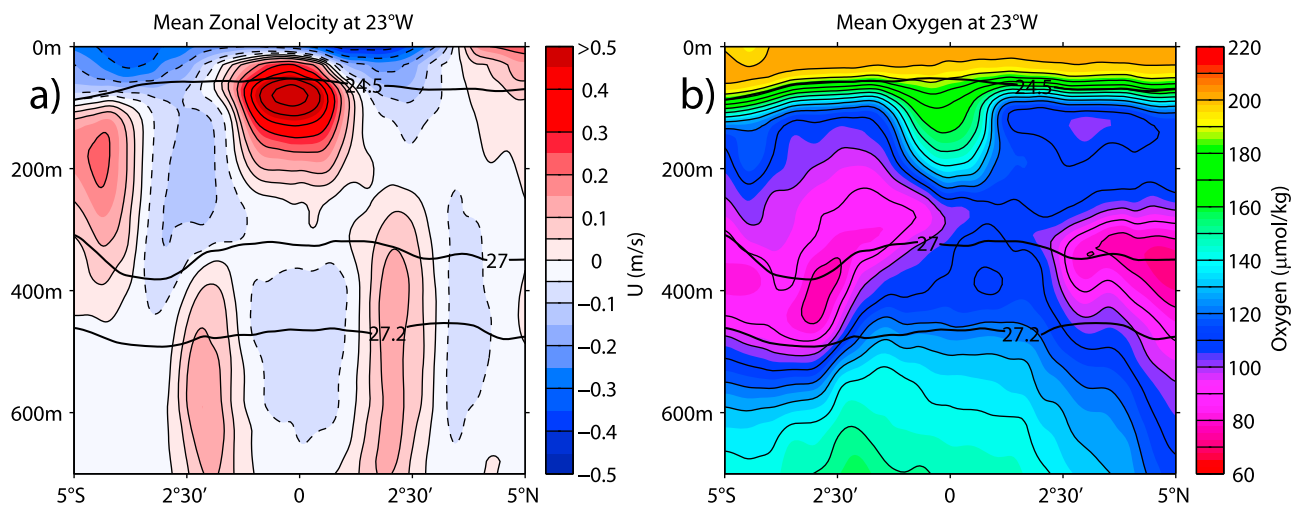 Mean Zonal Velocity at 23°W
a)
0m
200m
400m
600m
5°S
2°30′
0
2°30′
5°N
24.5
27
27.2
>0.5
0.4
0.3
0.2
0.1
0
−0.1
−0.2
−0.3
−0.4
−0.5
U (m/s)
Mean Oxygen at 23°W
b)
0m
200m
400m
600m
5°S
2°30′
0
2°30′
5°N
24.5
27
27.2
220
200
180
160
140
120
100
80
60
Oxygen (μmol/kg)